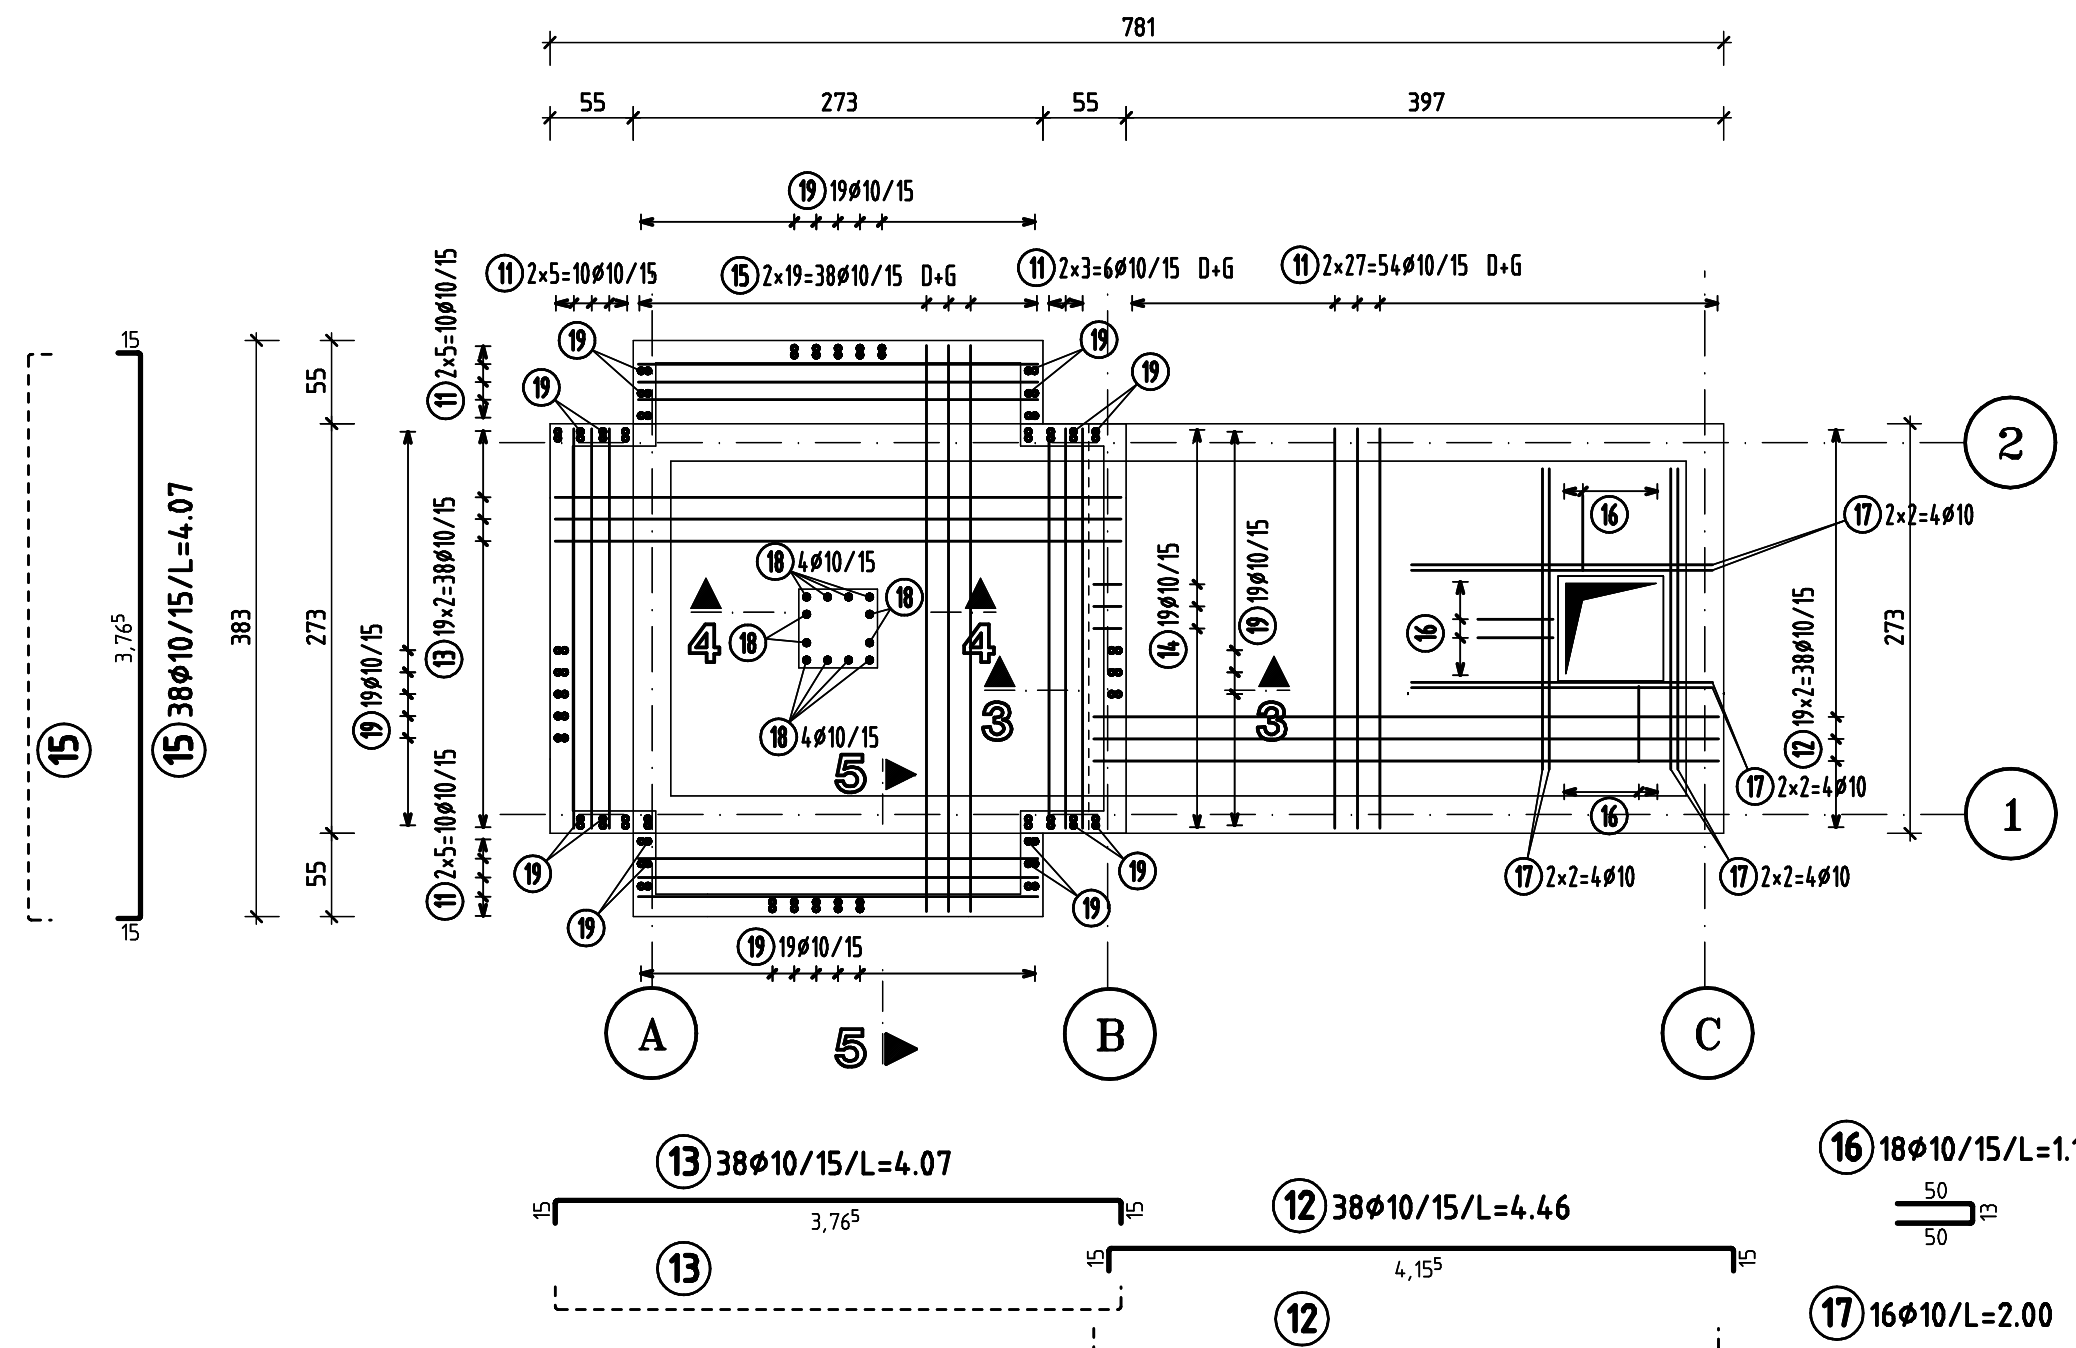 781
55 273 55 397
19 19ø10/15
11 2×5=10ø10/15
15 2×19=38ø10/15 D+G
11 2×3=6ø10/15 D+G
11 2×27=54ø10/15 D+G
11 2×5=10ø10/15
19
19
19
19
15
15
3,76⁵
15
15 38ø10/15/L=4.07
383
55
273
55
19 19ø10/15
13 19×2=38ø10/15
11 2×5=10ø10/15
18 4ø10/15
18
18
18 4ø10/15
4 4
3 3
5
14 19ø10/15
19 19ø10/15
16
16
16
17 2×2=4ø10
17 2×2=4ø10
17 2×2=4ø10
17 2×2=4ø10
12 19×2=38ø10/15
273
2
1
19
19
19
19
19 19ø10/15
A B C
5
13 38ø10/15/L=4.07
15 3,76⁵ 15
13
12 38ø10/15/L=4.46
15 4,15⁵ 15
12
16 18ø10/15/L=1.
50
13
50
17 16ø10/L=2.00